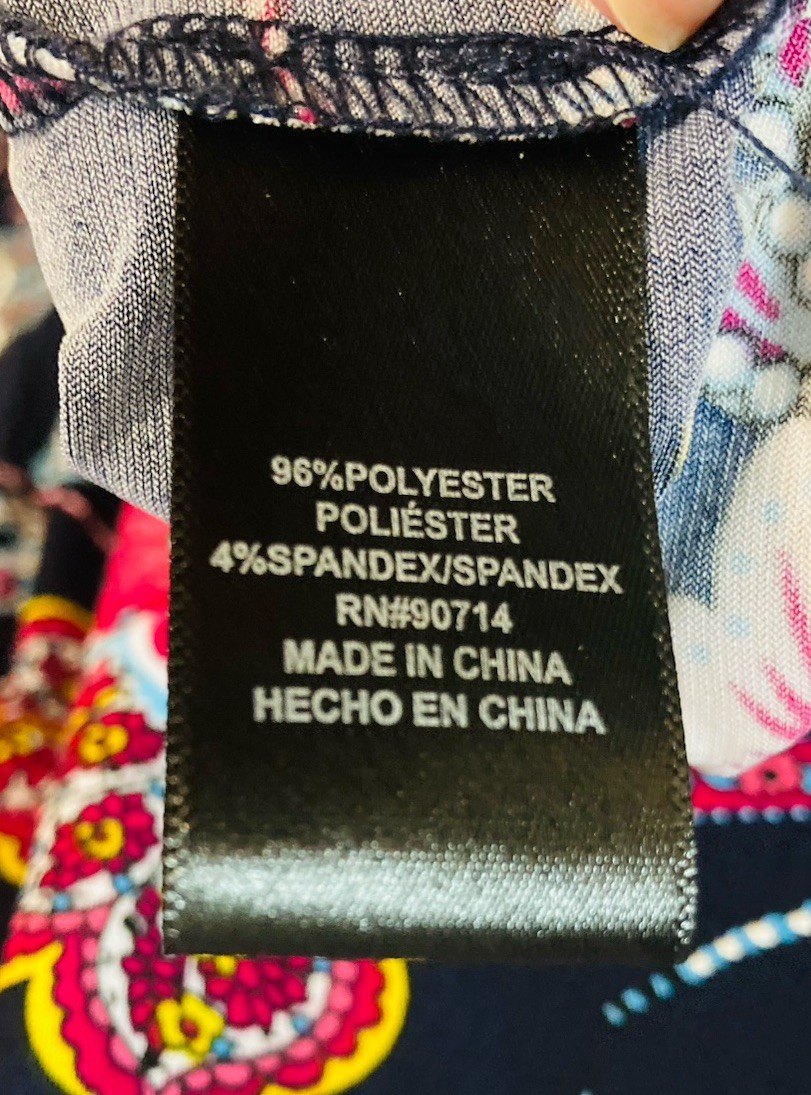 96%POLYESTER
POLIÉSTER
4%SPANDEX/SPANDEX
RN#90714
MADE IN CHINA
HECHO EN CHINA